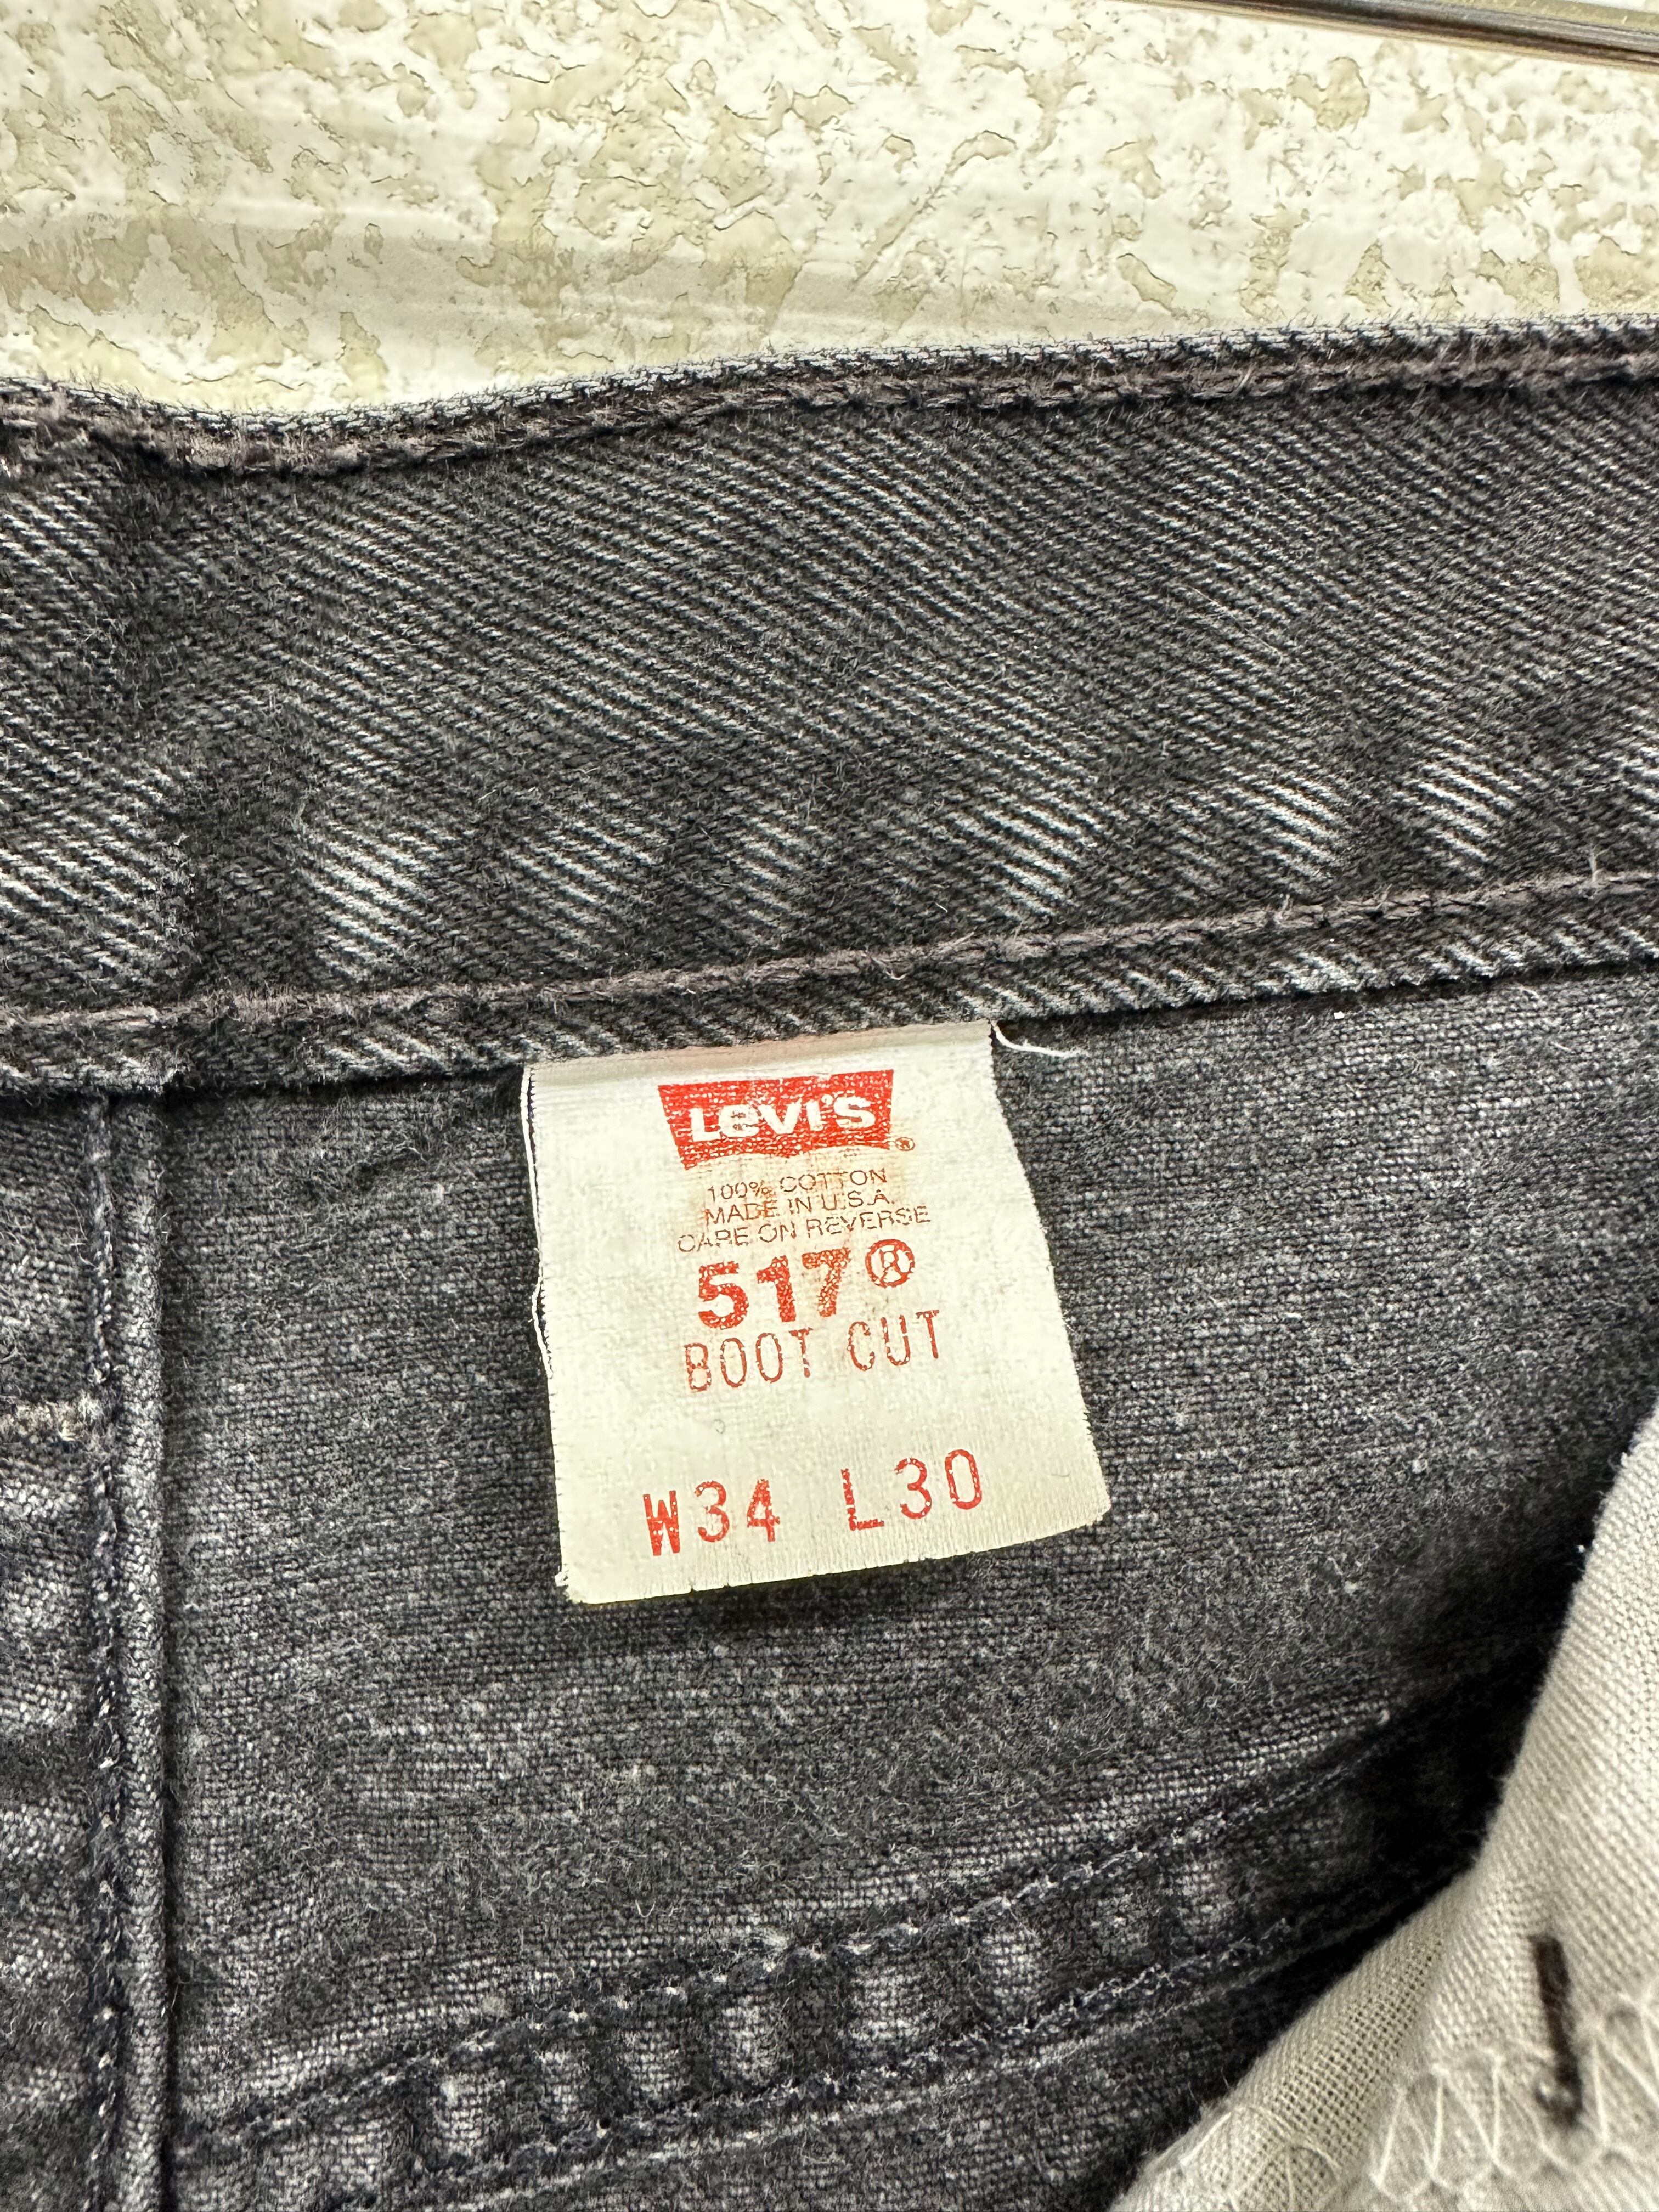 LEVI'S ®
100% COTTON
MADE IN U.S.A.
CARE ON REVERSE
517®
BOOT CUT
W34 L30